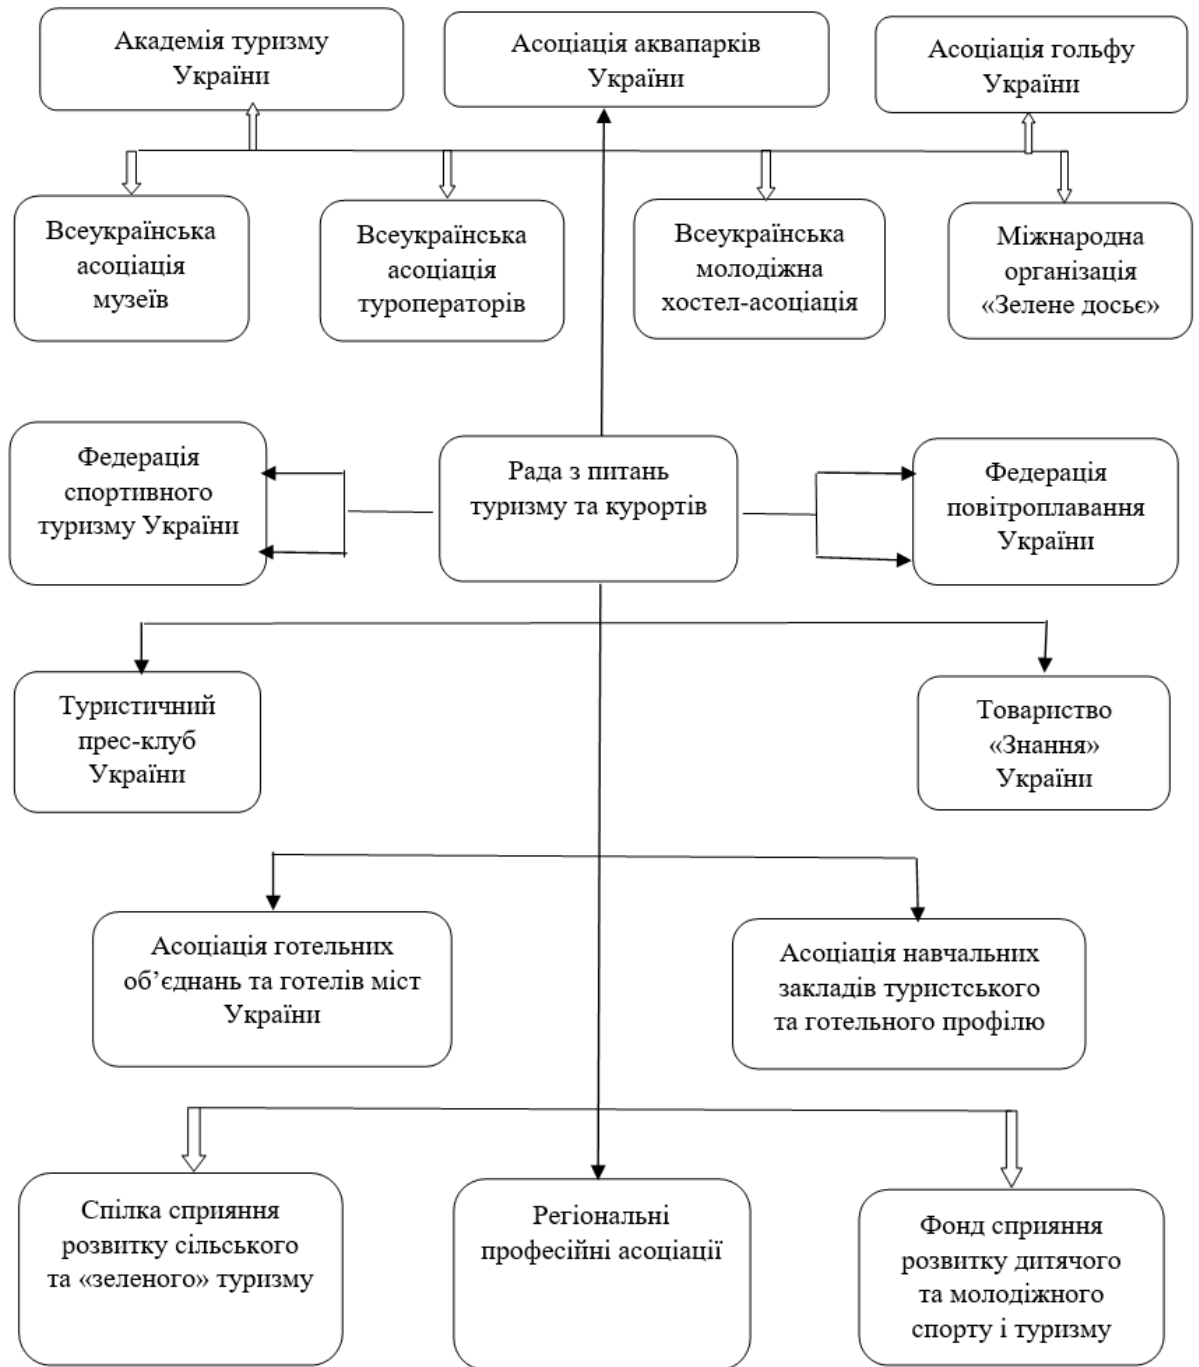 Академія туризму
України
Асоціація аквапарків
України
Асоціація гольфу
України
Всеукраїнська
асоціація
музеїв
Всеукраїнська
асоціація
туроператорів
Всеукраїнська
молодіжна
хостел-асоціація
Міжнародна
організація
«Зелене досьє»
Федерація
спортивного
туризму України
Рада з питань
туризму та курортів
Федерація
повітроплавання
України
Туристичний
прес-клуб
України
Товариство
«Знання»
України
Асоціація готельних
об’єднань та готелів міст
України
Асоціація навчальних
закладів туристського
та готельного профілю
Спілка сприяння
розвитку сільського
та «зеленого» туризму
Регіональні
професійні асоціації
Фонд сприяння
розвитку дитячого
та молодіжного
спорту і туризму